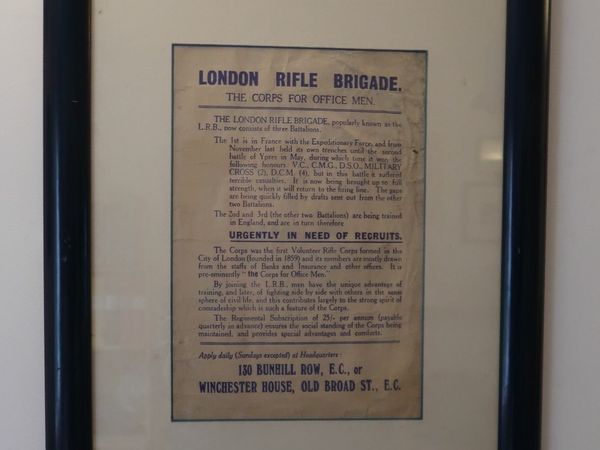 LONDON RIFLE BRIGADE.
THE CORPS FOR OFFICE MEN.
THE LONDON RIFLE BRIGADE, popularly known as the
L.R.B., now consists of three Battalions.
The 1st is in France with the Expeditionary Force, and from
November last held its own trenches until the second
battle of Ypres in May, during which time it won the
following honours: V.C., C.M.G., D.S.O., MILITARY
CROSS (2), D.C.M. (4), but in this battle it suffered
terrible casualties. It is now being brought up to full
strength, when it will return to the firing line. The gaps
are being quickly filled by drafts sent out from the other
two Battalions.
The 2nd and 3rd (the other two Battalions) are being trained
in England, and are in turn therefore
URGENTLY IN NEED OF RECRUITS.
The Corps was the first Volunteer Rifle Corps formed in the
City of London (founded in 1859) and its members are mostly drawn
from the staffs of Banks and Insurance and other offices. It is
pre-eminently "the Corps for Office Men."
By joining the L.R.B., men have the unique advantage of
training, and later, of fighting side by side with others in the same
sphere of civil life, and this contributes largely to the strong spirit of
comradeship which is such a feature of the Corps.
The Regimental Subscription of 25/- per annum (payable
quarterly in advance) ensures the social standing of the Corps being
maintained, and provides special advantages and comforts.
Apply daily (Sundays excepted) at Headquarters:
130 BUNHILL ROW, E.C., or
WINCHESTER HOUSE, OLD BROAD ST., E.C.